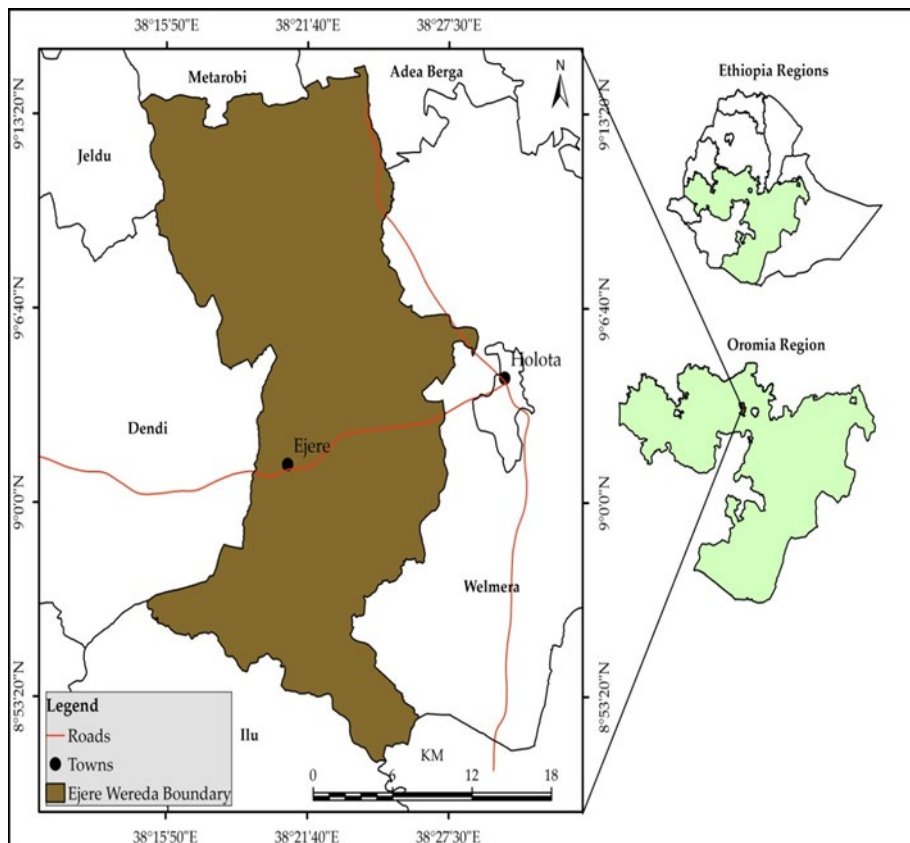 38°15'50"E
38°21'40"E
38°27'30"E
Metarobi
Adea Berga
N
Ethiopia Regions
9°13'20"N
9°13'20"N
Jeldu
9°6'40"N
9°6'40"N
Oromia Region
Holota
Dendi
Ejere
9°0'0"N
9°0'0"N
Welmera
8°53'20"N
8°53'20"N
Legend
Roads
Towns
Ejere Wereda Boundary
Ilu
KM
0 6 12 18
38°15'50"E
38°21'40"E
38°27'30"E